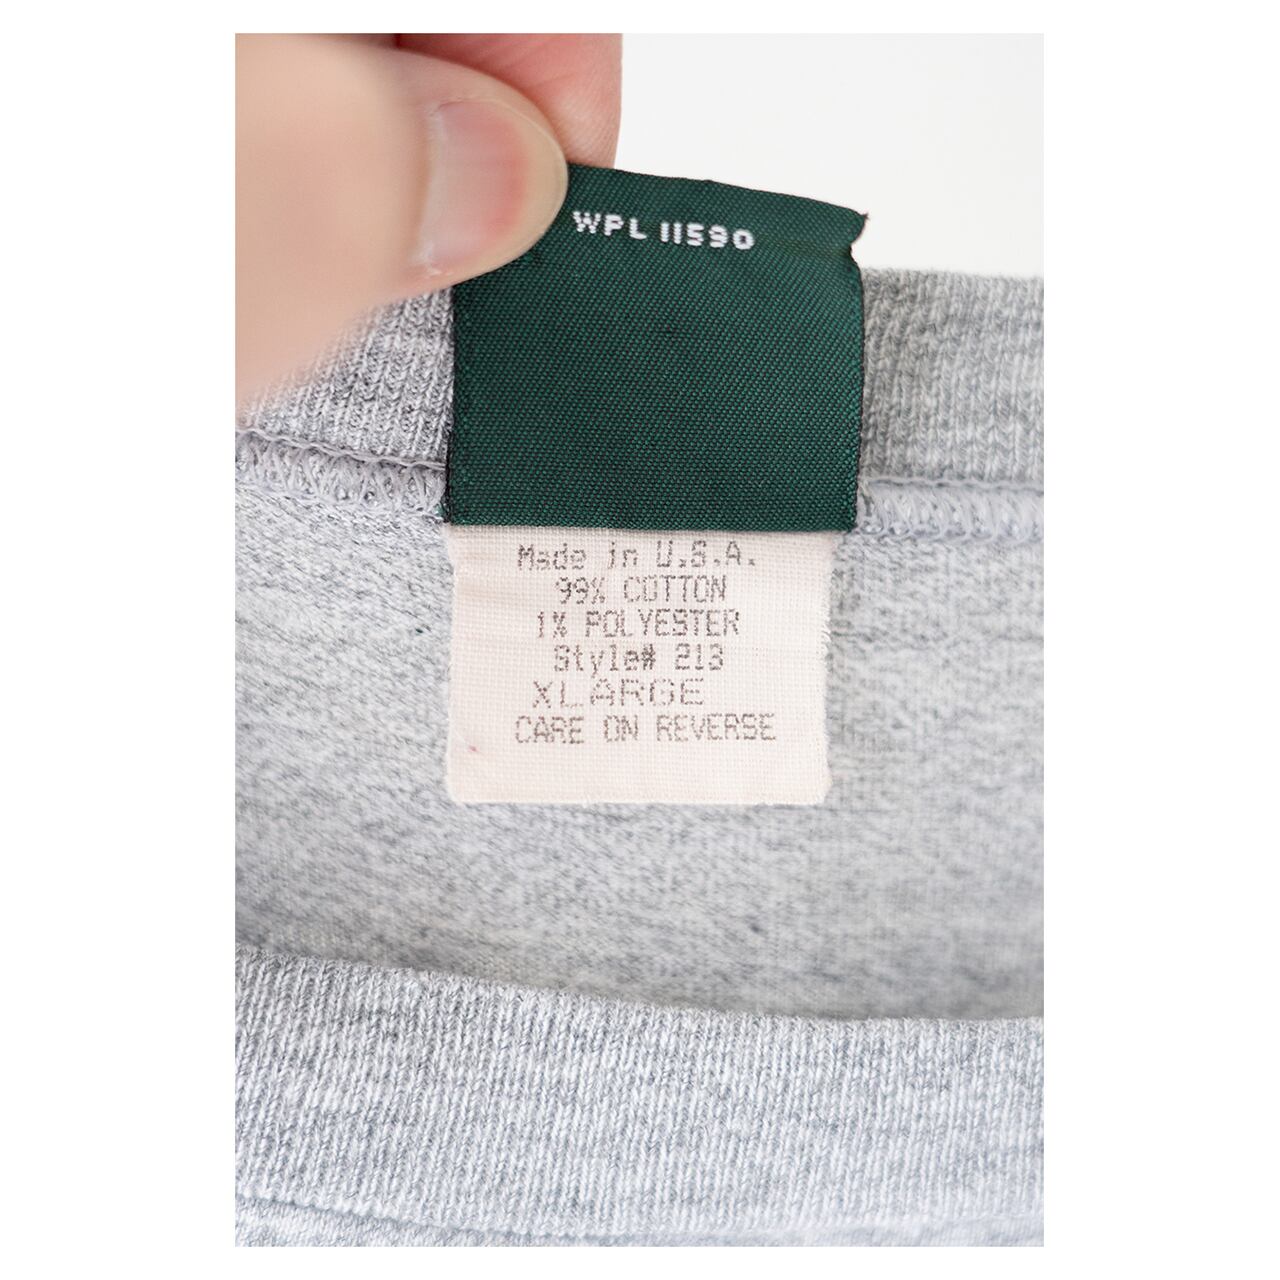 WPL 11590
Made in U.S.A.
99% COTTON
1% POLYESTER
Style# 213
XLARGE
CARE ON REVERSE